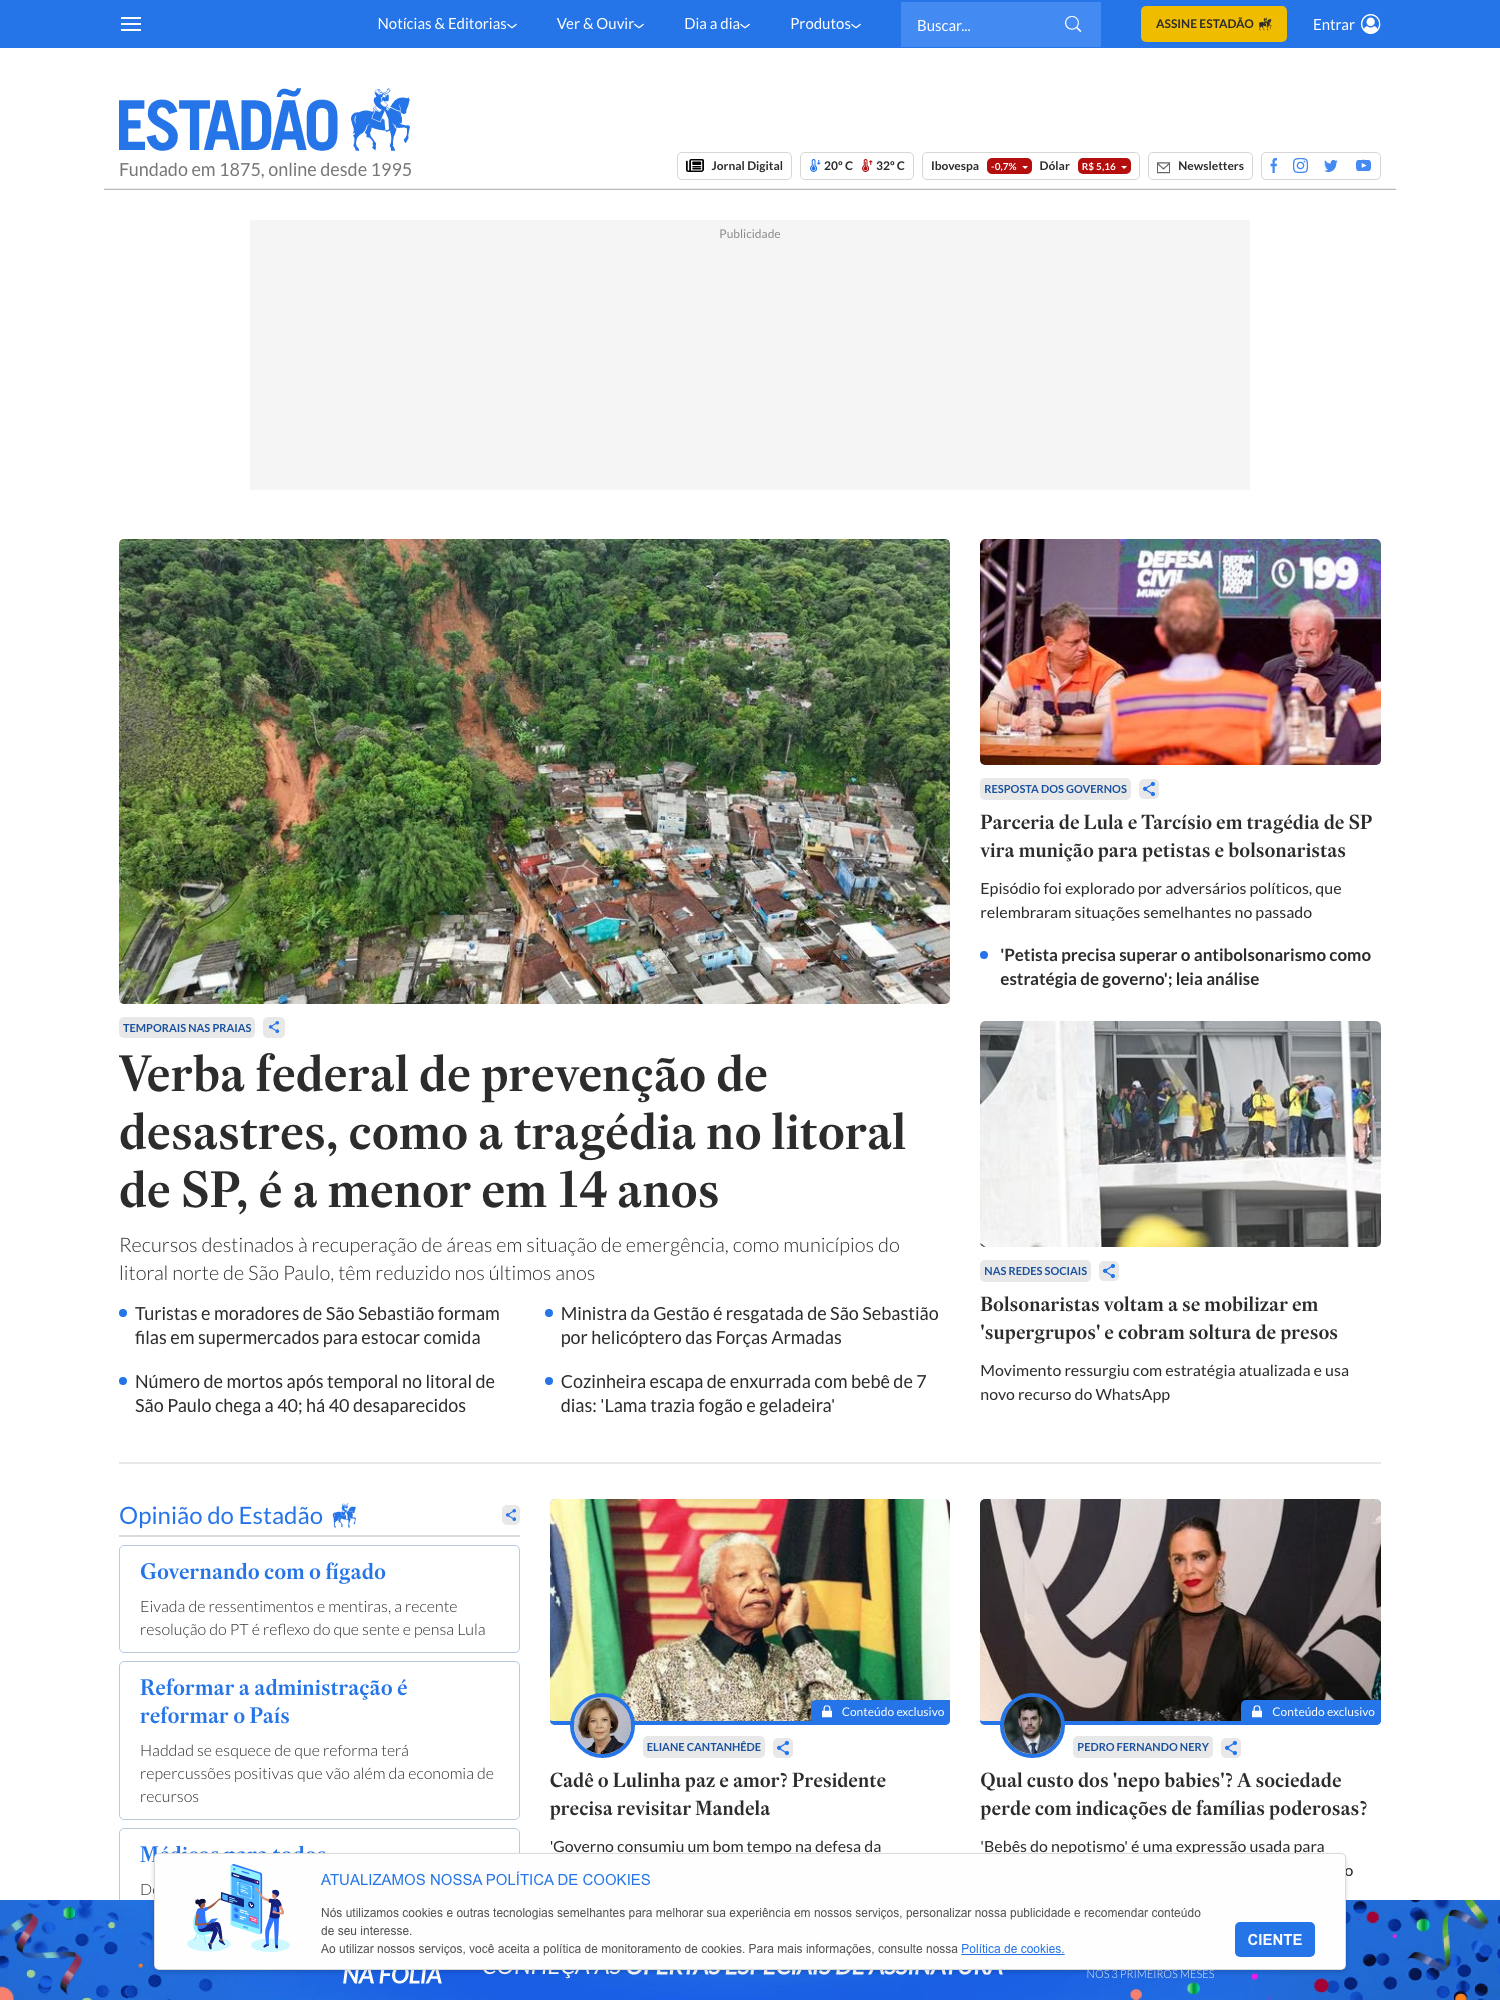 Notícias & Editorias
Ver & Ouvir
Dia a dia
Produtos
Buscar...
ASSINE ESTADÃO
Entrar
ESTADÃO
Fundado em 1875, online desde 1995
Jornal Digital
20º C 32º C
Ibovespa -0,7% Dólar R$ 5,16
Newsletters
Publicidade
TEMPORAIS NAS PRAIAS
Verba federal de prevenção de
desastres, como a tragédia no litoral
de SP, é a menor em 14 anos
Recursos destinados à recuperação de áreas em situação de emergência, como municípios do
litoral norte de São Paulo, têm reduzido nos últimos anos
Turistas e moradores de São Sebastião formam
filas em supermercados para estocar comida
Número de mortos após temporal no litoral de
São Paulo chega a 40; há 40 desaparecidos
Ministra da Gestão é resgatada de São Sebastião
por helicóptero das Forças Armadas
Cozinheira escapa de enxurrada com bebê de 7
dias: 'Lama trazia fogão e geladeira'
DEFESA
CIVIL
199
RESPOSTA DOS GOVERNOS
Parceria de Lula e Tarcísio em tragédia de SP
vira munição para petistas e bolsonaristas
Episódio foi explorado por adversários políticos, que
relembraram situações semelhantes no passado
'Petista precisa superar o antibolsonarismo como
estratégia de governo'; leia análise
NAS REDES SOCIAIS
Bolsonaristas voltam a se mobilizar em
'supergrupos' e cobram soltura de presos
Movimento ressurgiu com estratégia atualizada e usa
novo recurso do WhatsApp
Opinião do Estadão
Governando com o fígado
Eivada de ressentimentos e mentiras, a recente
resolução do PT é reflexo do que sente e pensa Lula
Reformar a administração é
reformar o País
Haddad se esquece de que reforma terá
repercussões positivas que vão além da economia de
recursos
Médicos para todos
Conteúdo exclusivo
ELIANE CANTANHÊDE
Cadê o Lulinha paz e amor? Presidente
precisa revisitar Mandela
'Governo consumiu um bom tempo na defesa da
Conteúdo exclusivo
PEDRO FERNANDO NERY
Qual custo dos 'nepo babies'? A sociedade
perde com indicações de famílias poderosas?
'Bebês do nepotismo' é uma expressão usada para
ATUALIZAMOS NOSSA POLÍTICA DE COOKIES
Nós utilizamos cookies e outras tecnologias semelhantes para melhorar sua experiência em nossos serviços, personalizar nossa publicidade e recomendar conteúdo
de seu interesse.
Ao utilizar nossos serviços, você aceita a política de monitoramento de cookies. Para mais informações, consulte nossa Política de cookies.
CIENTE
NA FOLIA
CONHEÇA AS OFERTAS ESPECIAIS DE ASSINATURA
NOS 3 PRIMEIROS MESES